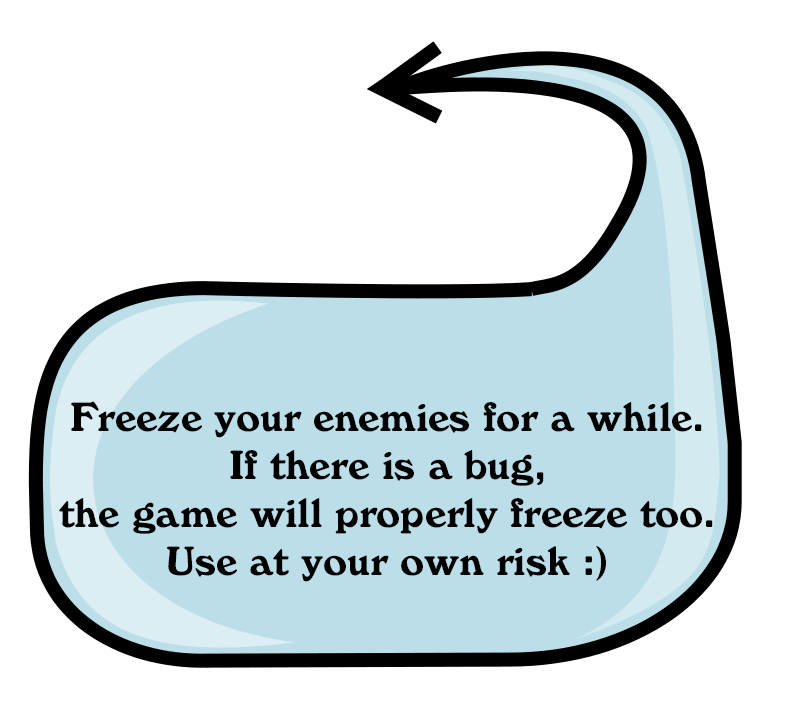 Freeze your enemies for a while.
If there is a bug,
the game will properly freeze too.
Use at your own risk :)